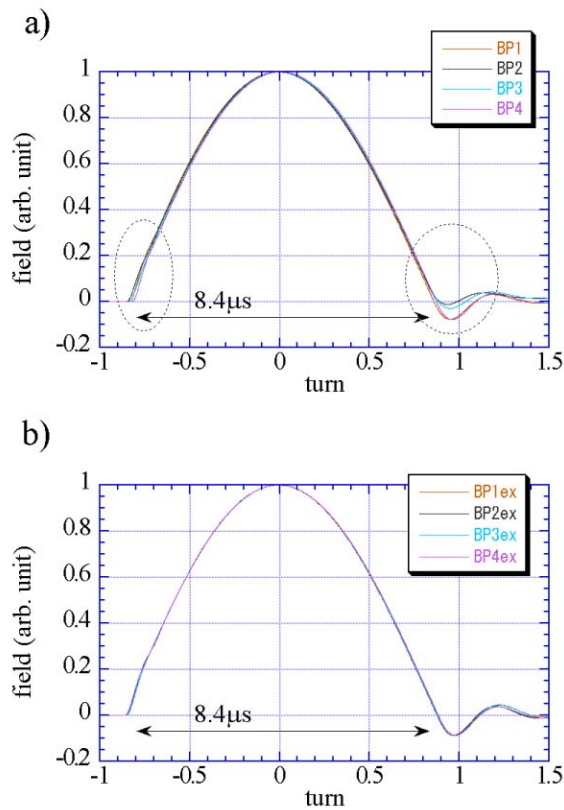 a)
BP1
BP2
BP3
BP4
1
0.8
0.6
0.4
0.2
0
-0.2
field (arb. unit)
8.4μs
-1
-0.5
0
0.5
1
1.5
turn
b)
BP1ex
BP2ex
BP3ex
BP4ex
1
0.8
0.6
0.4
0.2
0
-0.2
field (arb. unit)
8.4μs
-1
-0.5
0
0.5
1
1.5
turn